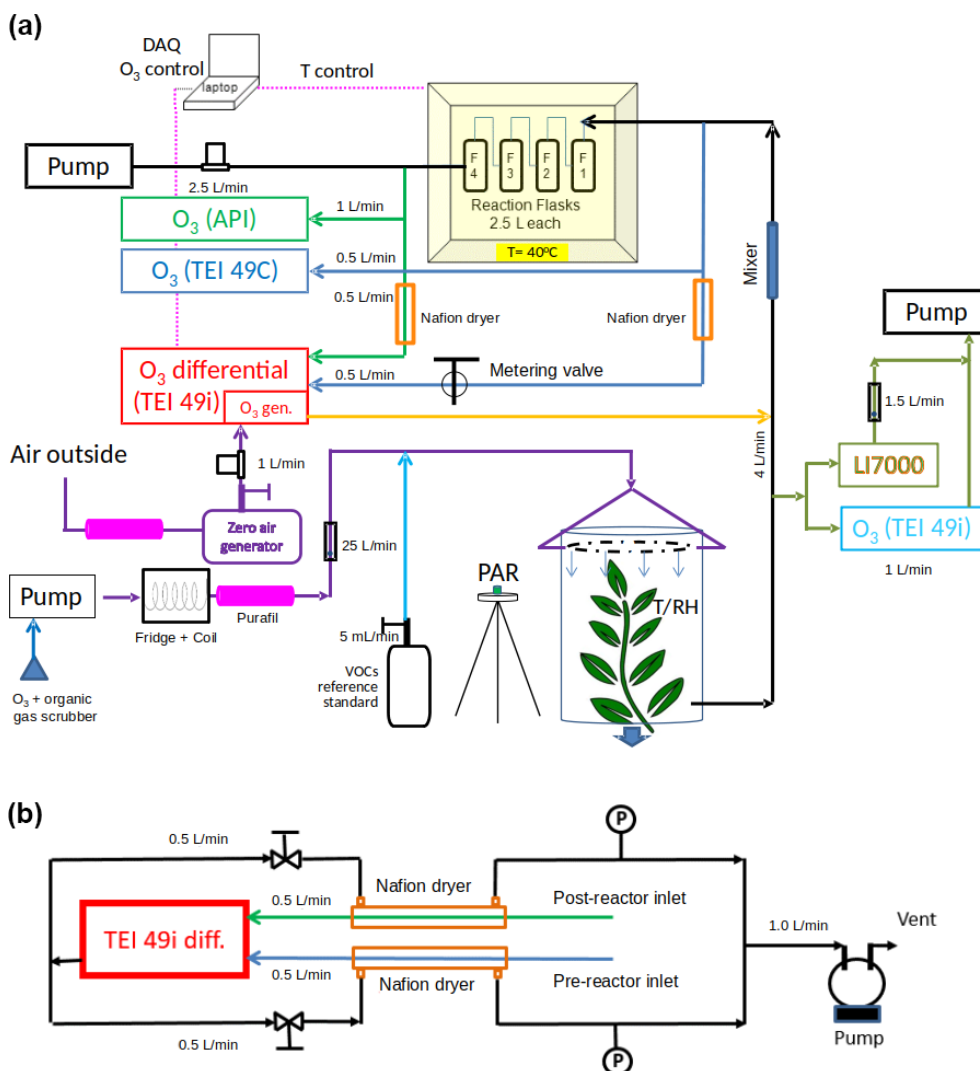 (a)
DAQ
O₃ control
laptop
T control
Pump
2.5 L/min
O₃ (API)
1 L/min
F
4
F
3
F
2
F
1
Reaction Flasks
2.5 L each
T= 40°C
O₃ (TEI 49C)
0.5 L/min
0.5 L/min
Nafion dryer
Nafion dryer
Mixer
Pump
O₃ differential
(TEI 49i)
O₃ gen.
0.5 L/min
Metering valve
1.5 L/min
Air outside
1 L/min
4 L/min
LI7000
Zero air
generator
25 L/min
O₃ (TEI 49i)
1 L/min
Pump
Fridge + Coil
Purafil
PAR
T/RH
5 mL/min
VOCs
reference
standard
O₃ + organic
gas scrubber
(b)
P
0.5 L/min
Nafion dryer
0.5 L/min
Post-reactor inlet
TEI 49i diff.
1.0 L/min
Vent
0.5 L/min
Nafion dryer
Pre-reactor inlet
0.5 L/min
P
Pump